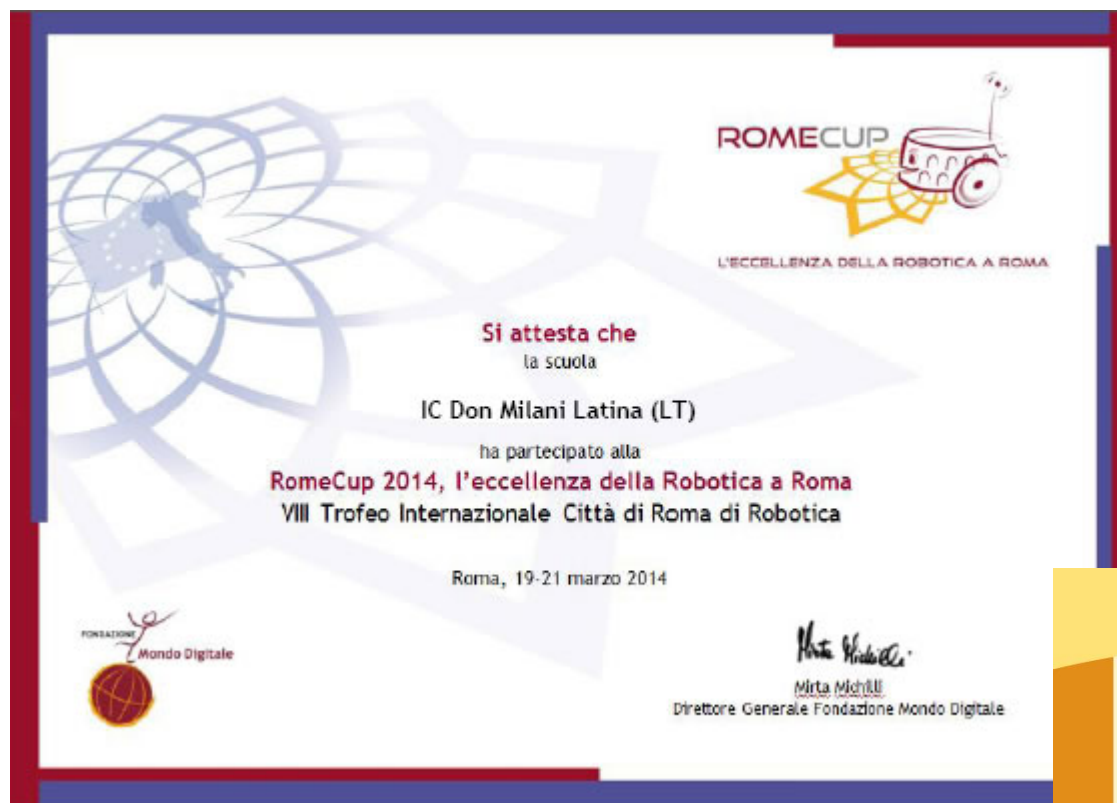 ROMECUP
L'ECCELLENZA DELLA ROBOTICA A ROMA
Si attesta che
la scuola
IC Don Milani Latina (LT)
ha partecipato alla
RomeCup 2014, l'eccellenza della Robotica a Roma
VIII Trofeo Internazionale Città di Roma di Robotica
Roma, 19-21 marzo 2014
FONDAZIONE
Mondo Digitale
Mirta Michilli
Mirta Michilli
Direttore Generale Fondazione Mondo Digitale